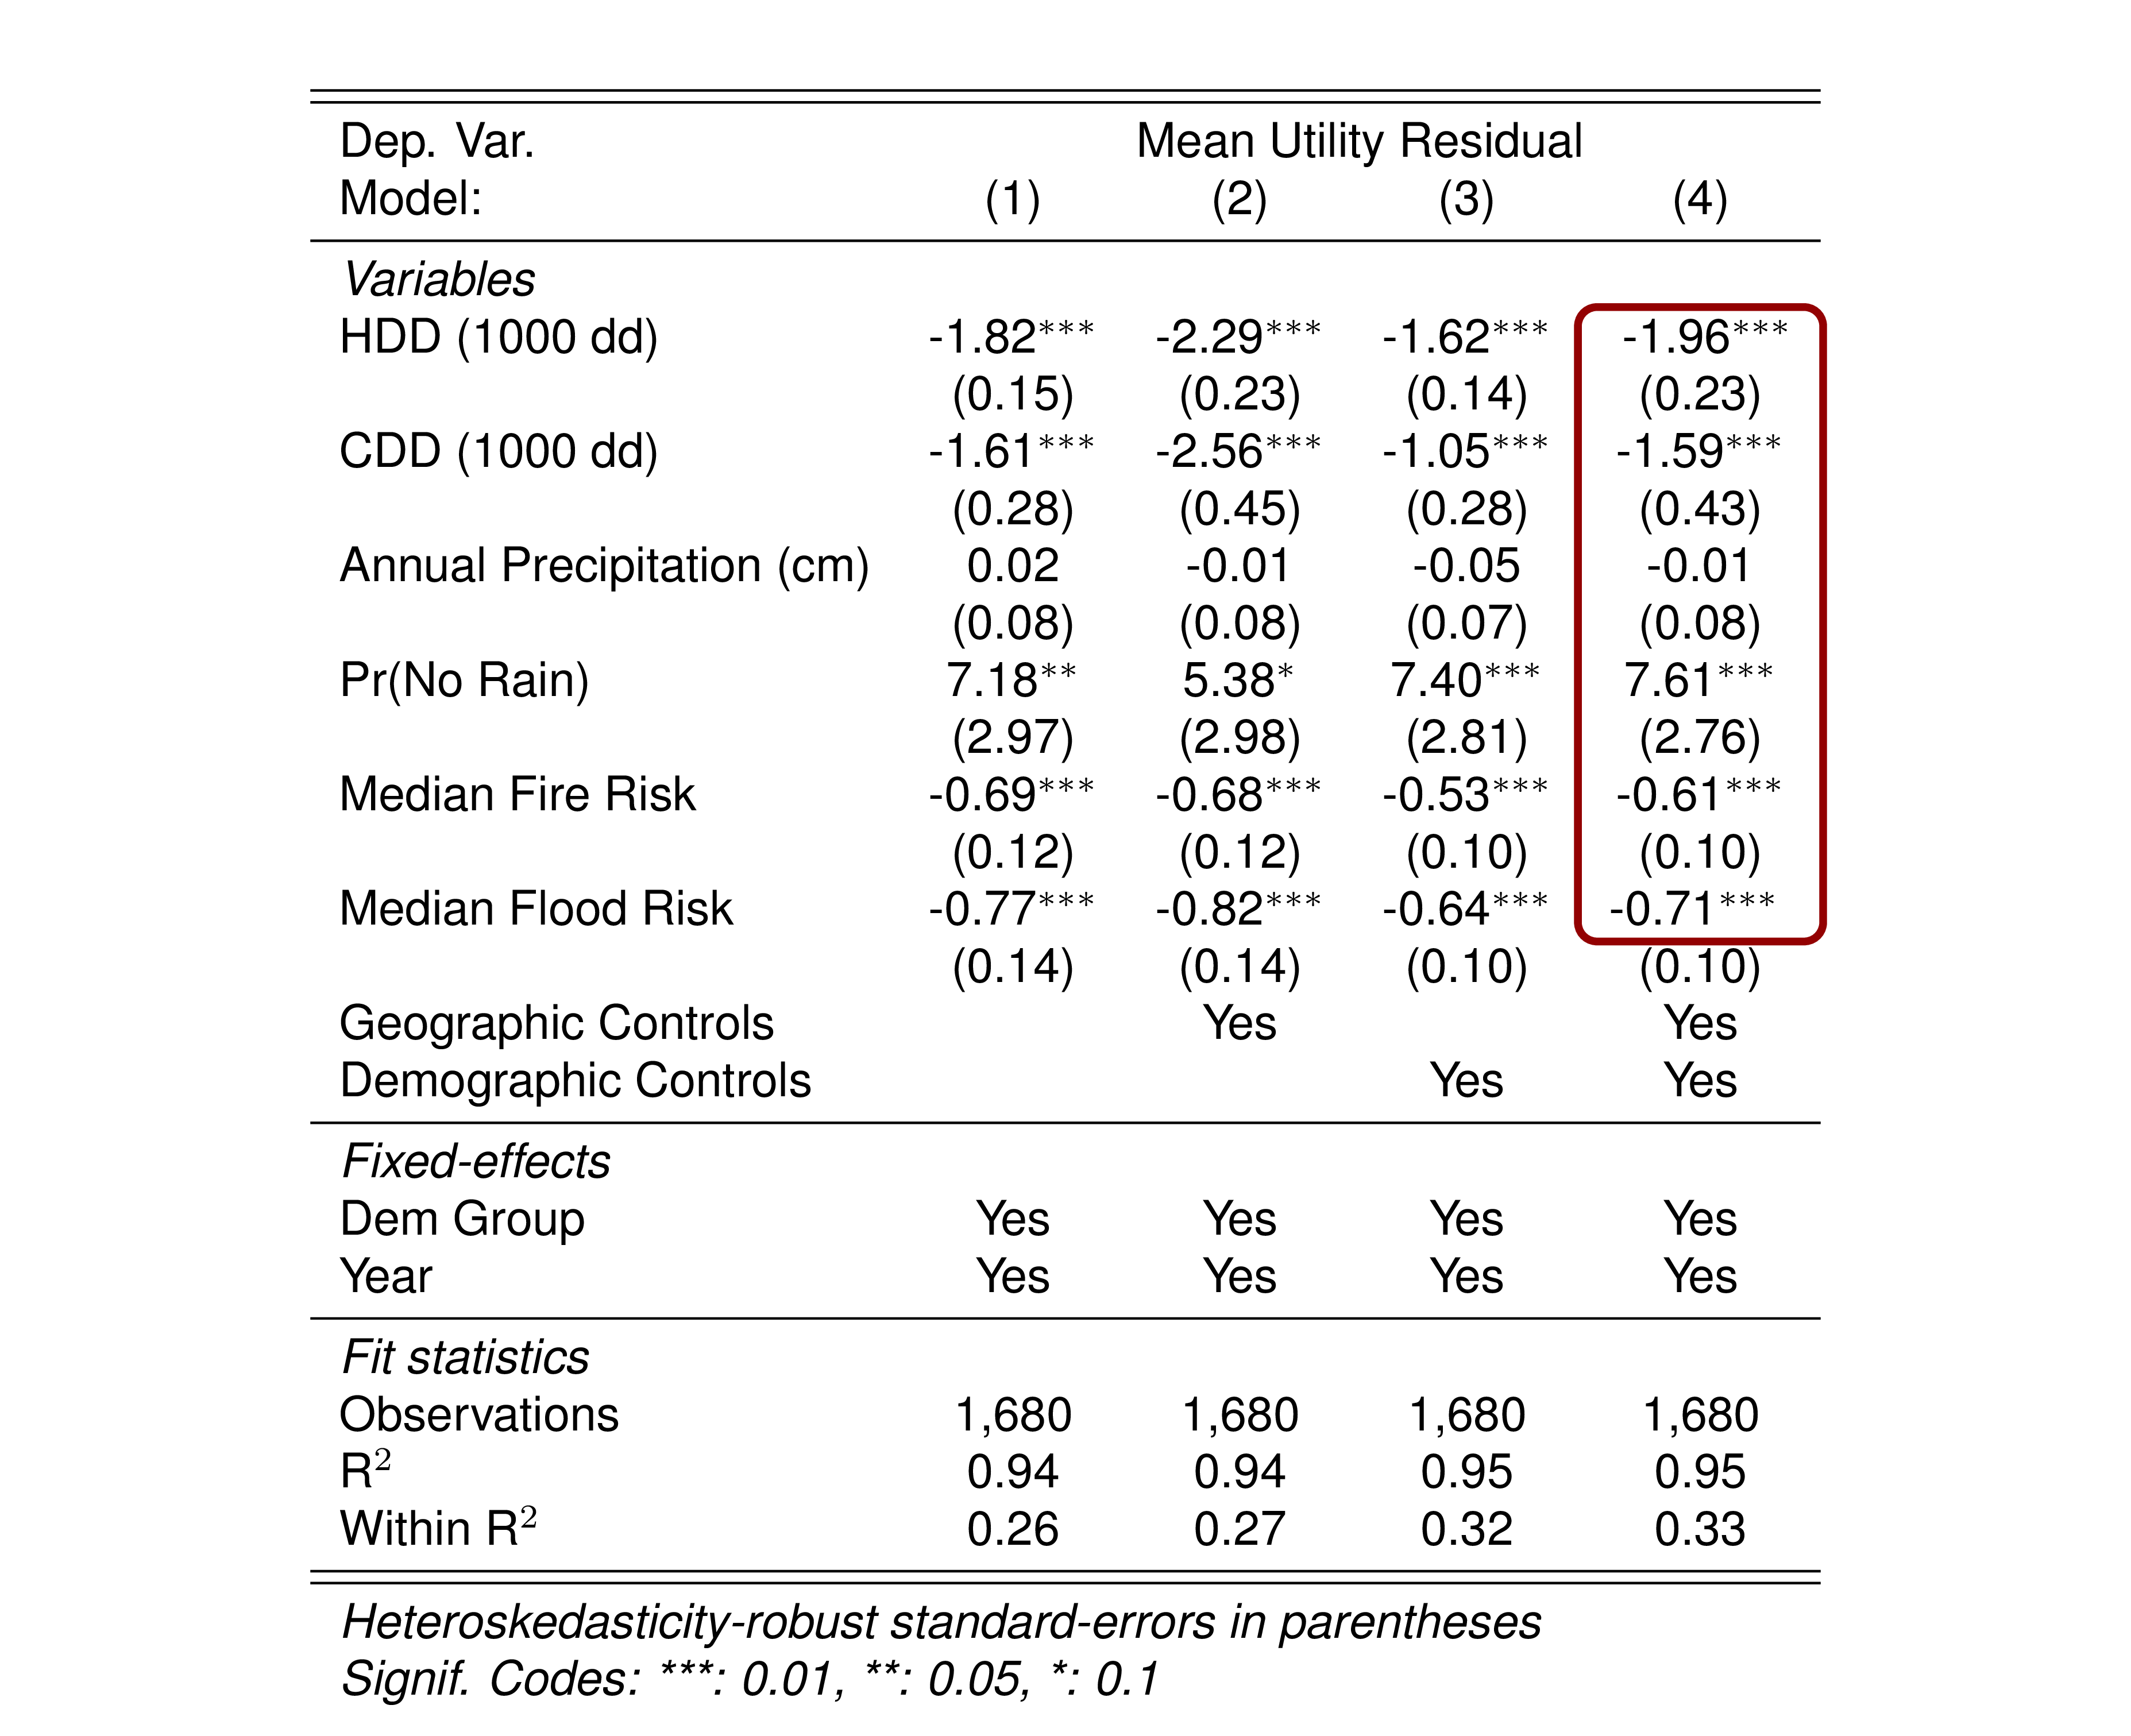 Dep. Var. Mean Utility Residual
Model: (1) (2) (3) (4)
Variables
HDD (1000 dd) -1.82*** -2.29*** -1.62*** -1.96***
(0.15) (0.23) (0.14) (0.23)
CDD (1000 dd) -1.61*** -2.56*** -1.05*** -1.59***
(0.28) (0.45) (0.28) (0.43)
Annual Precipitation (cm) 0.02 -0.01 -0.05 -0.01
(0.08) (0.08) (0.07) (0.08)
Pr(No Rain) 7.18** 5.38* 7.40*** 7.61***
(2.97) (2.98) (2.81) (2.76)
Median Fire Risk -0.69*** -0.68*** -0.53*** -0.61***
(0.12) (0.12) (0.10) (0.10)
Median Flood Risk -0.77*** -0.82*** -0.64*** -0.71***
(0.14) (0.14) (0.10) (0.10)
Geographic Controls Yes Yes
Demographic Controls Yes Yes
Fixed-effects
Dem Group Yes Yes Yes Yes
Year Yes Yes Yes Yes
Fit statistics
Observations 1,680 1,680 1,680 1,680
R² 0.94 0.94 0.95 0.95
Within R² 0.26 0.27 0.32 0.33
Heteroskedasticity-robust standard-errors in parentheses
Signif. Codes: ***: 0.01, **: 0.05, *: 0.1